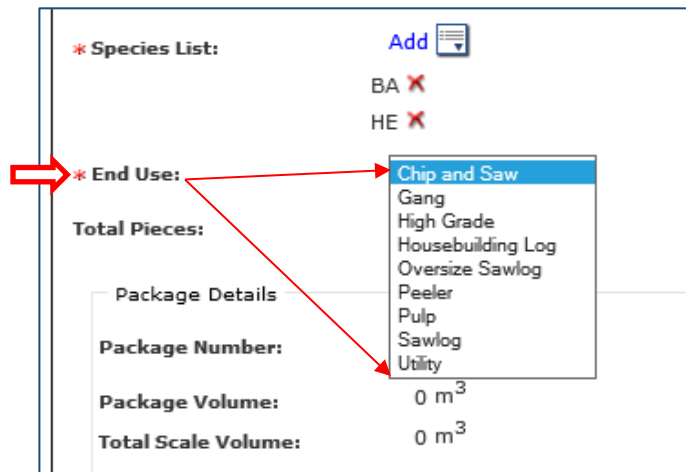 * Species List: Add
BA
HE
* End Use:
Chip and Saw
Gang
High Grade
Housebuilding Log
Oversize Sawlog
Peeler
Pulp
Sawlog
Utility
Total Pieces:
Package Details
Package Number:
Package Volume: 0 m³
Total Scale Volume: 0 m³